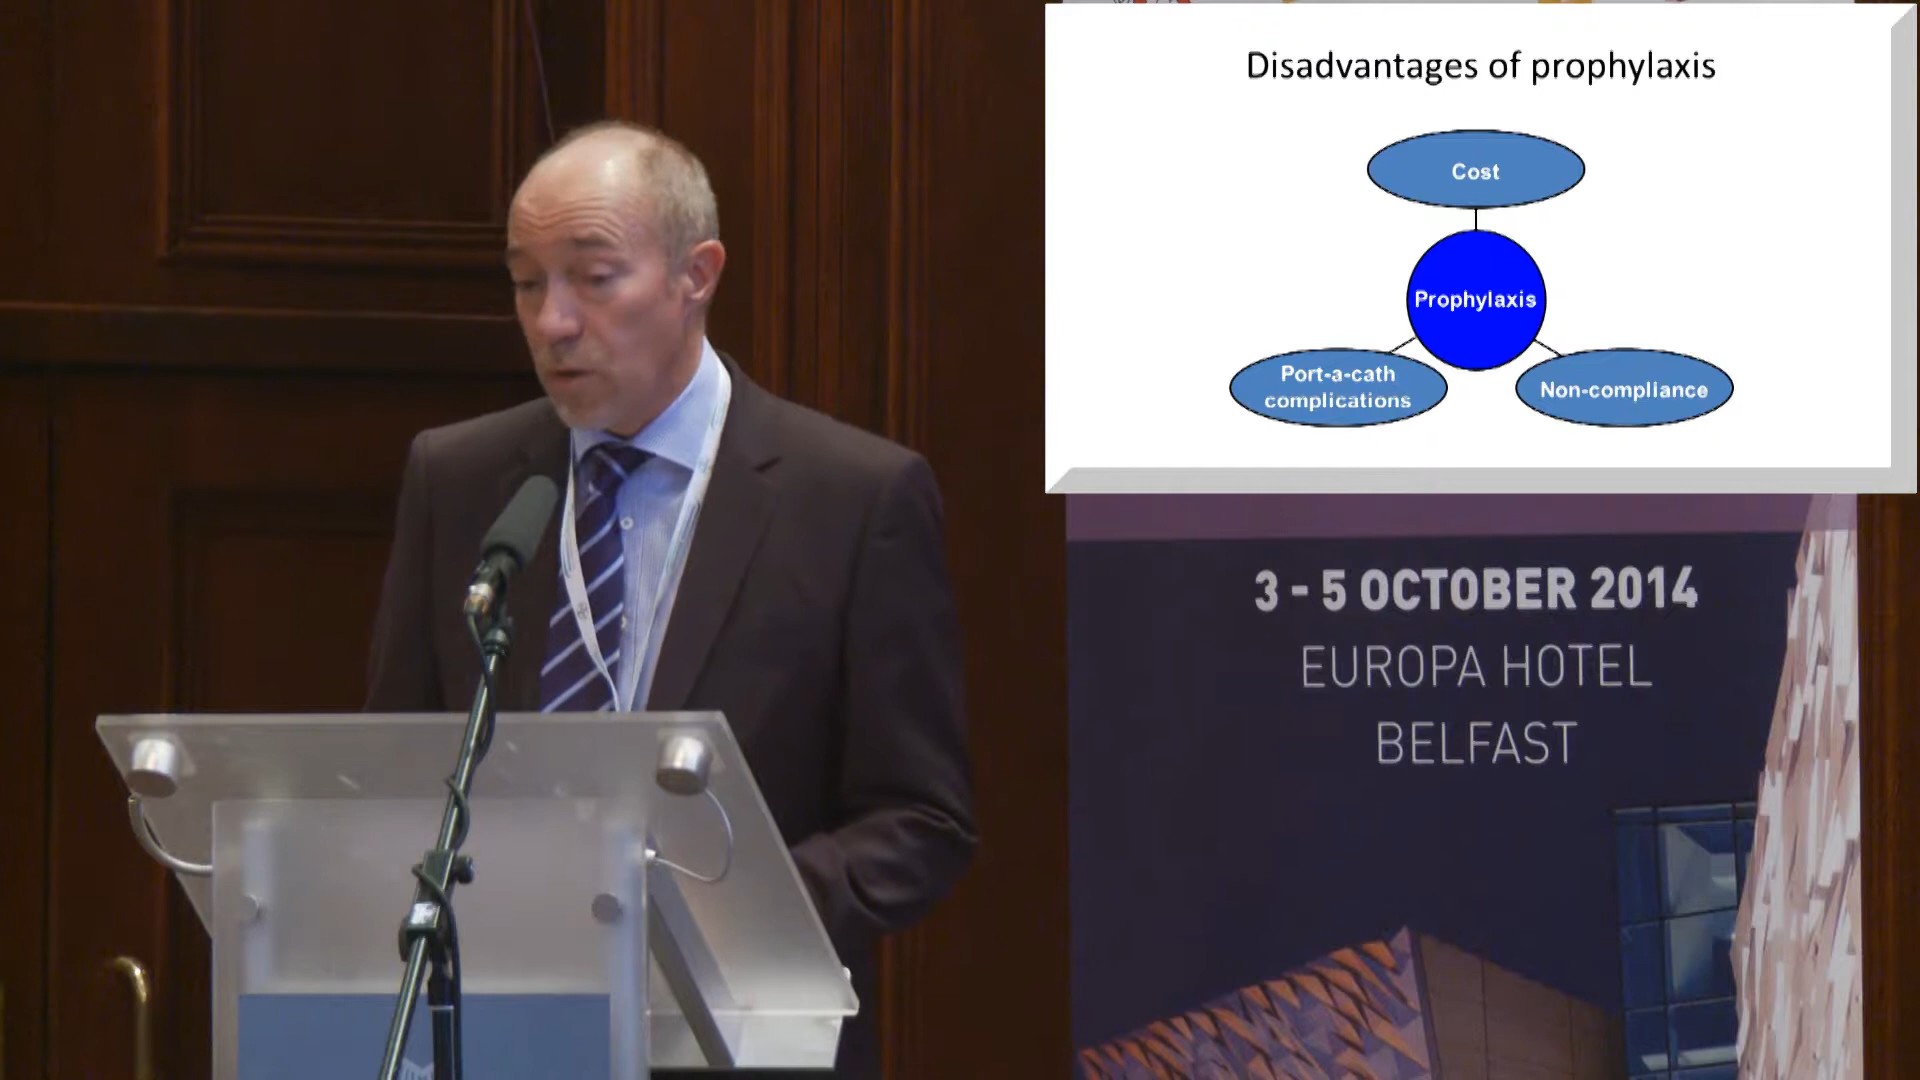 Disadvantages of prophylaxis
Cost
Prophylaxis
Port-a-cath
complications
Non-compliance
3 - 5 OCTOBER 2014
EUROPA HOTEL
BELFAST